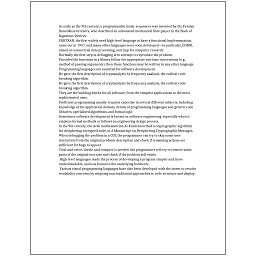 As early as the 9th century, a programmable music sequencer was invented by the Persian
Banu Musa brothers, who described an automated mechanical flute player in the Book of
Ingenious Devices.
FORTRAN, the first widely used high-level language to have a functional implementation,
came out in 1957, and many other languages were soon developed—in particular, COBOL
aimed at commercial data processing, and Lisp for computer research.
Normally the first step in debugging is to attempt to reproduce the problem.
Provided the functions in a library follow the appropriate run-time conventions (e.g.,
method of passing arguments), then these functions may be written in any other language.
Programming languages are essential for software development.
He gave the first description of cryptanalysis by frequency analysis, the earliest code-
breaking algorithm.
He gave the first description of cryptanalysis by frequency analysis, the earliest code-
breaking algorithm.
They are the building blocks for all software, from the simplest applications to the most
sophisticated ones.
Proficient programming usually requires expertise in several different subjects, including
knowledge of the application domain, details of programming languages and generic code
libraries, specialized algorithms, and formal logic.
Sometimes software development is known as software engineering, especially when it
employs formal methods or follows an engineering design process.
In the 9th century, the Arab mathematician Al-Kindi described a cryptographic algorithm
for deciphering encrypted code, in A Manuscript on Deciphering Cryptographic Messages.
When debugging the problem in a GUI, the programmer can try to skip some user
interaction from the original problem description and check if remaining actions are
sufficient for bugs to appear.
Trial-and-error/divide-and-conquer is needed: the programmer will try to remove some
parts of the original test case and check if the problem still exists.
High-level languages made the process of developing a program simpler and more
understandable, and less bound to the underlying hardware.
Various visual programming languages have also been developed with the intent to resolve
readability concerns by adopting non-traditional approaches to code structure and display.